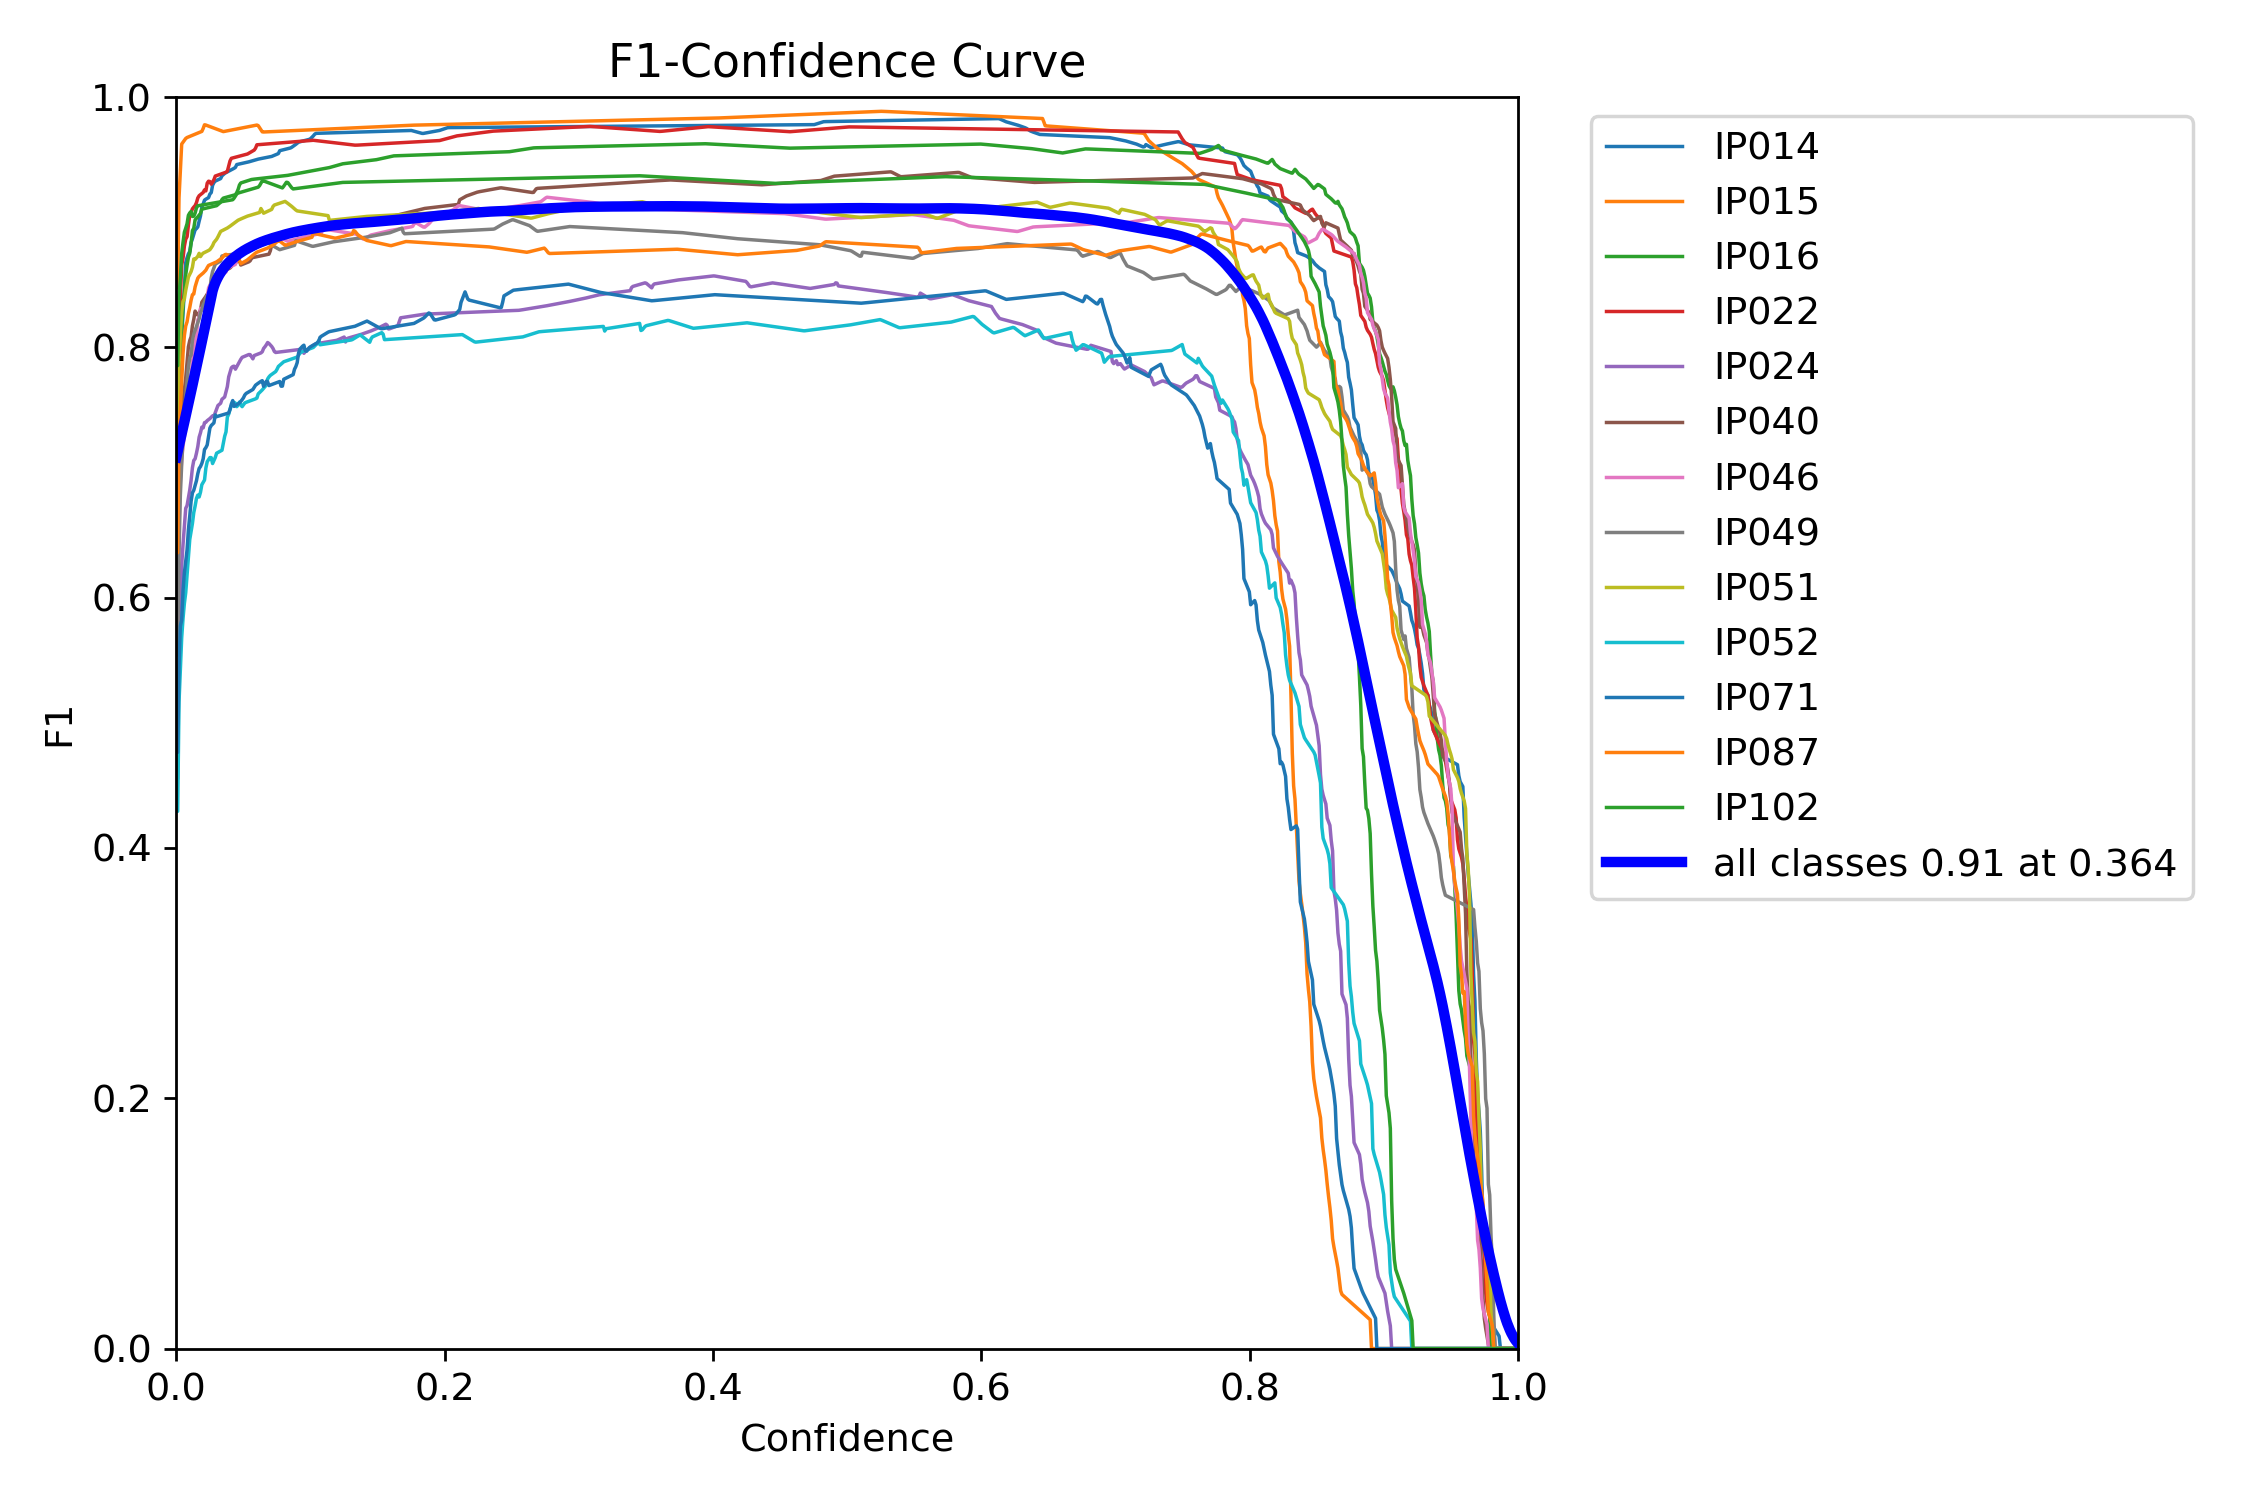 F1-Confidence Curve
1.0
0.8
0.6
0.4
0.2
0.0
F1
0.0 0.2 0.4 0.6 0.8 1.0
Confidence
IP014
IP015
IP016
IP022
IP024
IP040
IP046
IP049
IP051
IP052
IP071
IP087
IP102
all classes 0.91 at 0.364